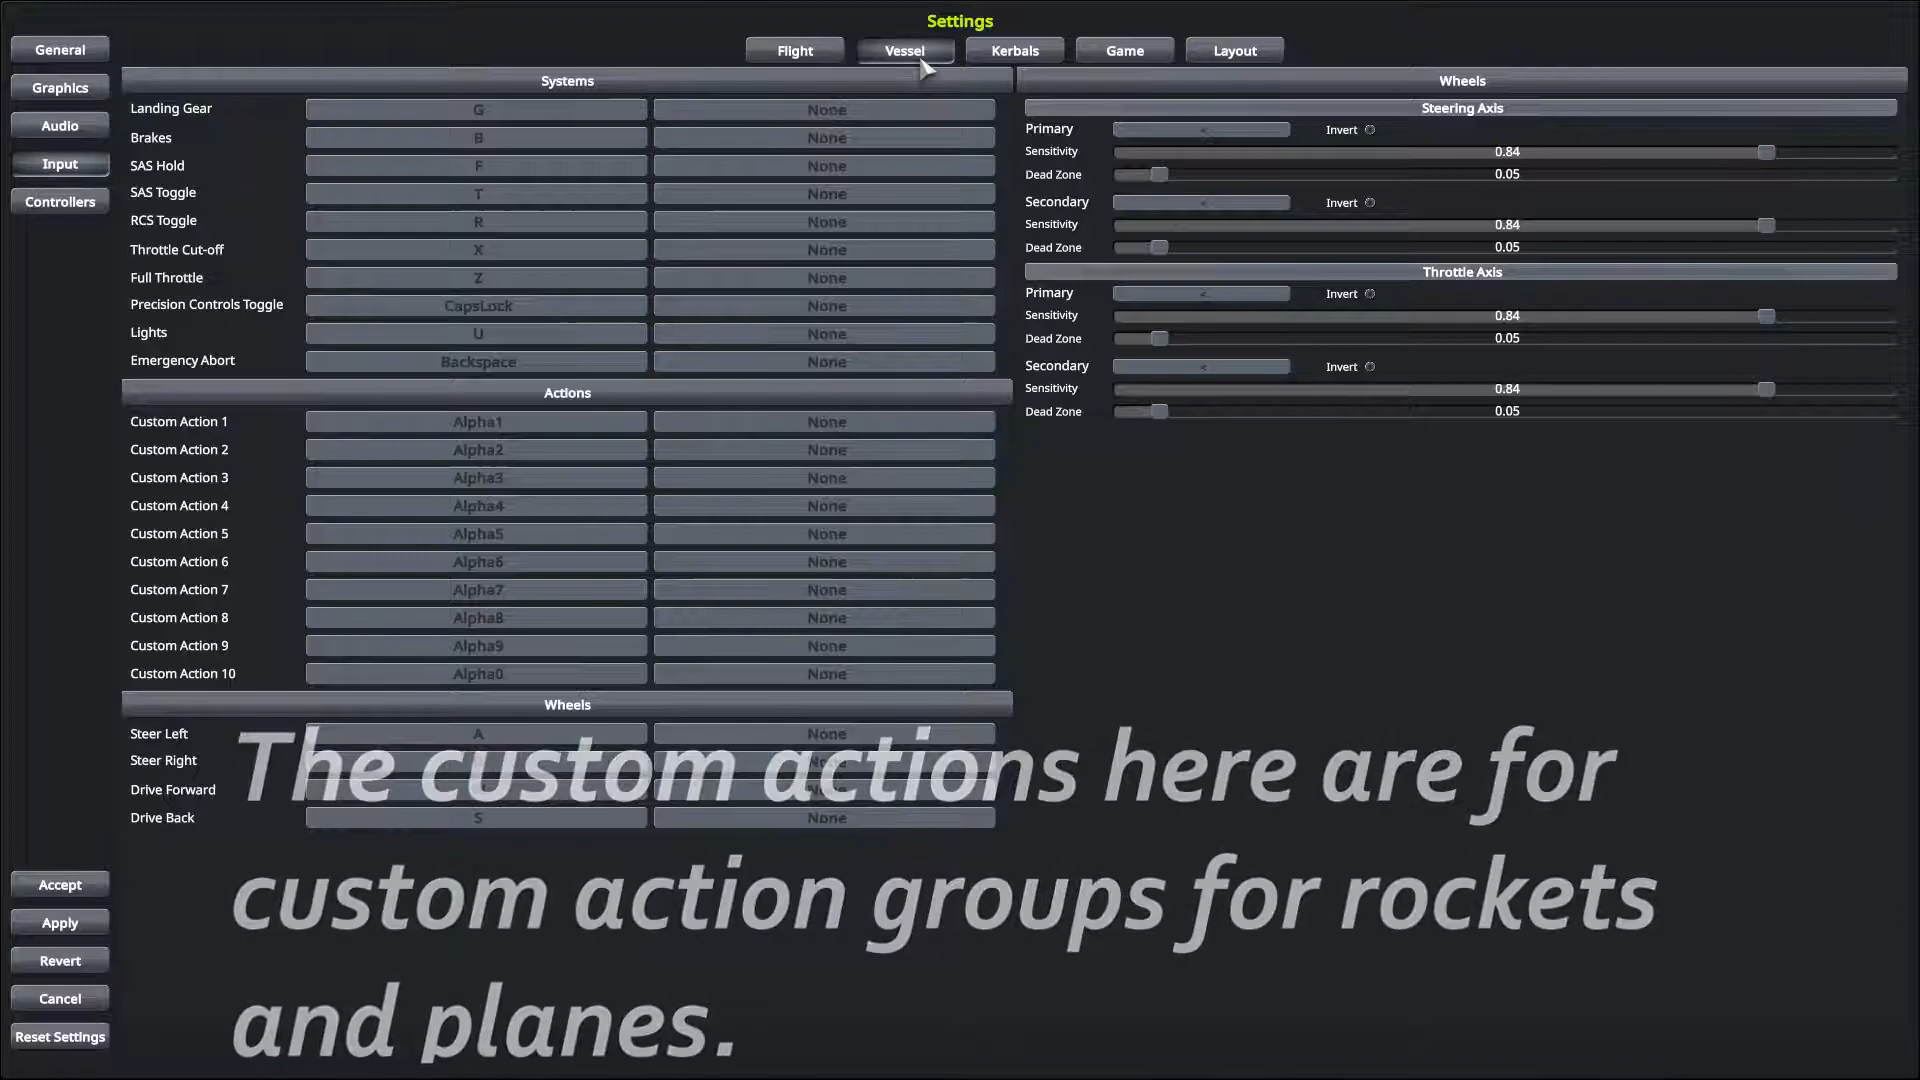 Settings
General
Graphics
Audio
Input
Controllers
Flight
Vessel
Kerbals
Game
Layout
Systems
Landing Gear G None
Brakes B None
SAS Hold F None
SAS Toggle T None
RCS Toggle R None
Throttle Cut-off X None
Full Throttle Z None
Precision Controls Toggle CapsLock None
Lights U None
Emergency Abort Backspace None
Actions
Custom Action 1 Alpha1 None
Custom Action 2 Alpha2 None
Custom Action 3 Alpha3 None
Custom Action 4 Alpha4 None
Custom Action 5 Alpha5 None
Custom Action 6 Alpha6 None
Custom Action 7 Alpha7 None
Custom Action 8 Alpha8 None
Custom Action 9 Alpha9 None
Custom Action 10 Alpha0 None
Wheels
Steer Left A None
Steer Right
Drive Forward
Drive Back S None
Wheels
Steering Axis
Primary Invert
Sensitivity 0.84
Dead Zone 0.05
Secondary Invert
Sensitivity 0.84
Dead Zone 0.05
Throttle Axis
Primary Invert
Sensitivity 0.84
Dead Zone 0.05
Secondary Invert
Sensitivity 0.84
Dead Zone 0.05
Accept
Apply
Revert
Cancel
Reset Settings
The custom actions here are for
custom action groups for rockets
and planes.